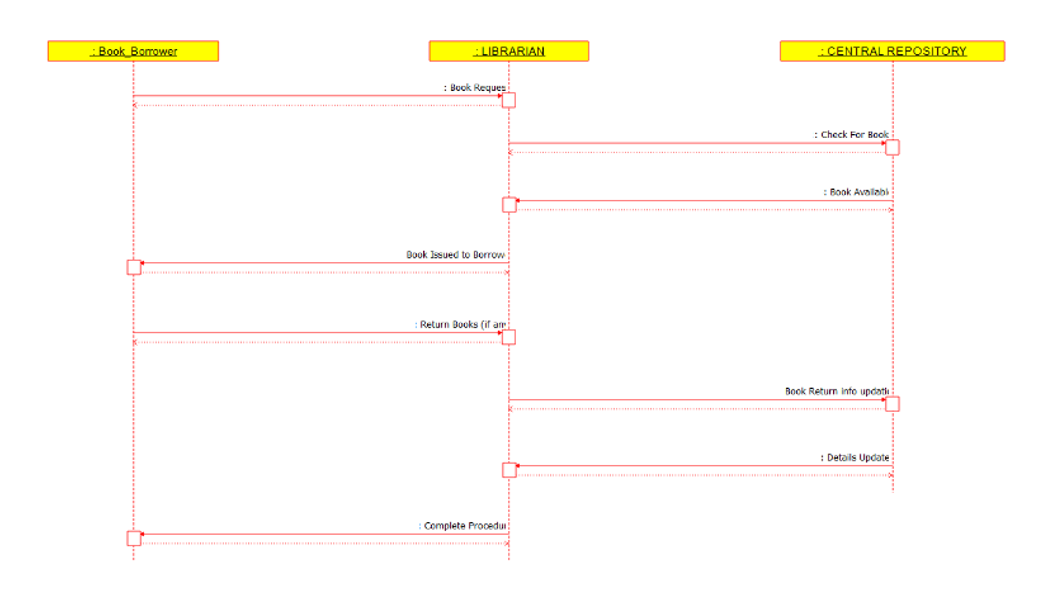 : Book_Borrower
: LIBRARIAN
: CENTRAL REPOSITORY
: Book Reques
: Check For Book
: Book Availabl
Book Issued to Borrow
: Return Books (if an
Book Return info updati
: Details Update
: Complete Procedu